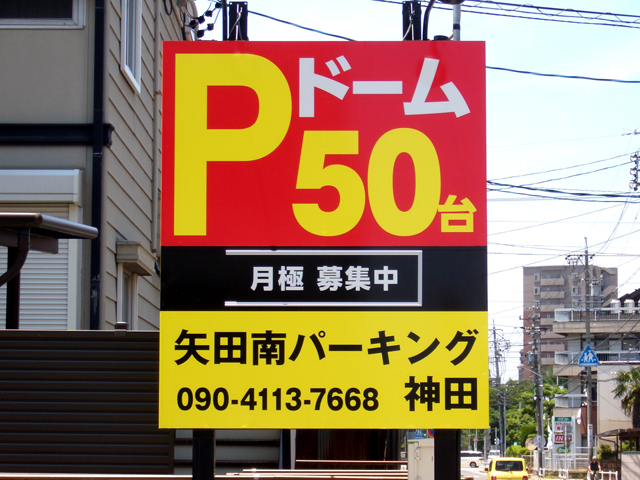 P ドーム
50台
月極 募集中
矢田南パーキング
090-4113-7668 神田